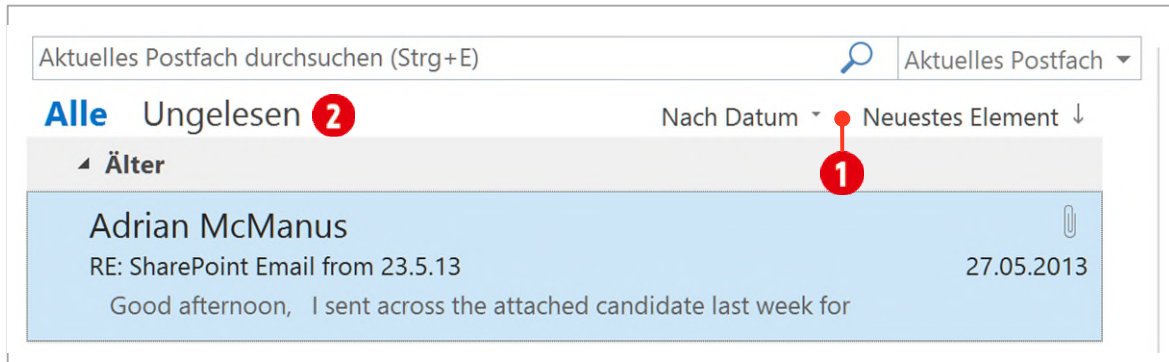 Aktuelles Postfach durchsuchen (Strg+E) Aktuelles Postfach
Alle Ungelesen 2 Nach Datum Neuestes Element ↓
1
Älter
Adrian McManus
RE: SharePoint Email from 23.5.13 27.05.2013
Good afternoon, I sent across the attached candidate last week for